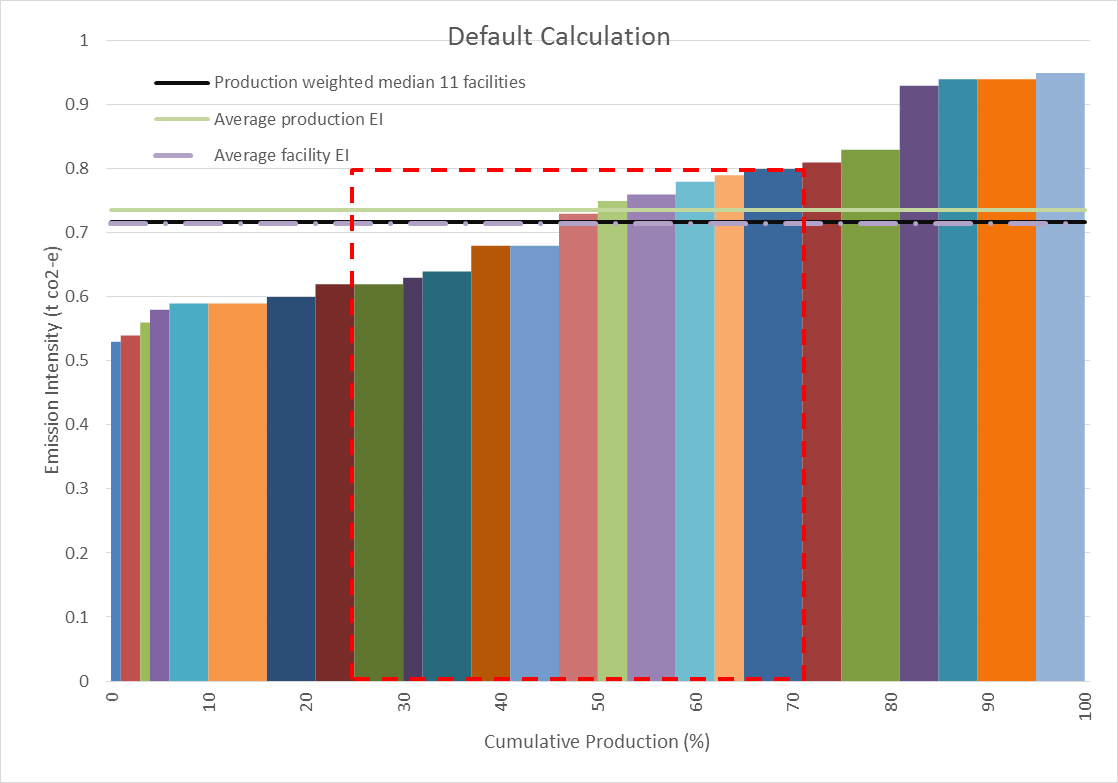 Default Calculation
Production weighted median 11 facilities
Average production EI
Average facility EI
Emission Intensity (t co2-e)
1
0.9
0.8
0.7
0.6
0.5
0.4
0.3
0.2
0.1
0
0 10 20 30 40 50 60 70 80 90 100
Cumulative Production (%)